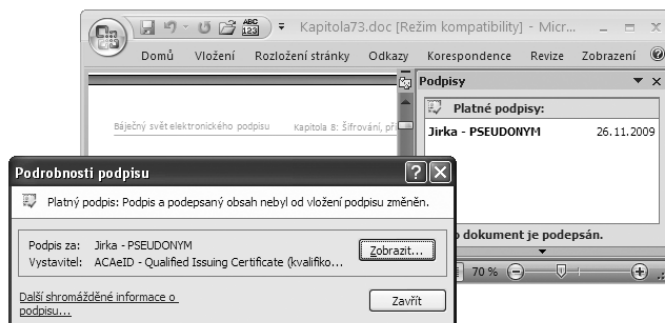 ABC
123
Kapitola73.doc [Režim kompatibility] - Micr...
Domů Vložení Rozložení stránky Odkazy Korespondence Revize Zobrazení
Báječný svět elektronického podpisu Kapitola 8: Šifrování, při
Podpisy
Platné podpisy:
Jirka - PSEUDONYM 26.11.2009
o dokument je podepsán.
70 %
Podrobnosti podpisu
Platný podpis: Podpis a podepsaný obsah nebyl od vložení podpisu změněn.
Podpis za: Jirka - PSEUDONYM
Zobrazit...
Vystavitel: ACAeID - Qualified Issuing Certificate (kvalifiko...
Další shromážděné informace o
podpisu...
Zavřít